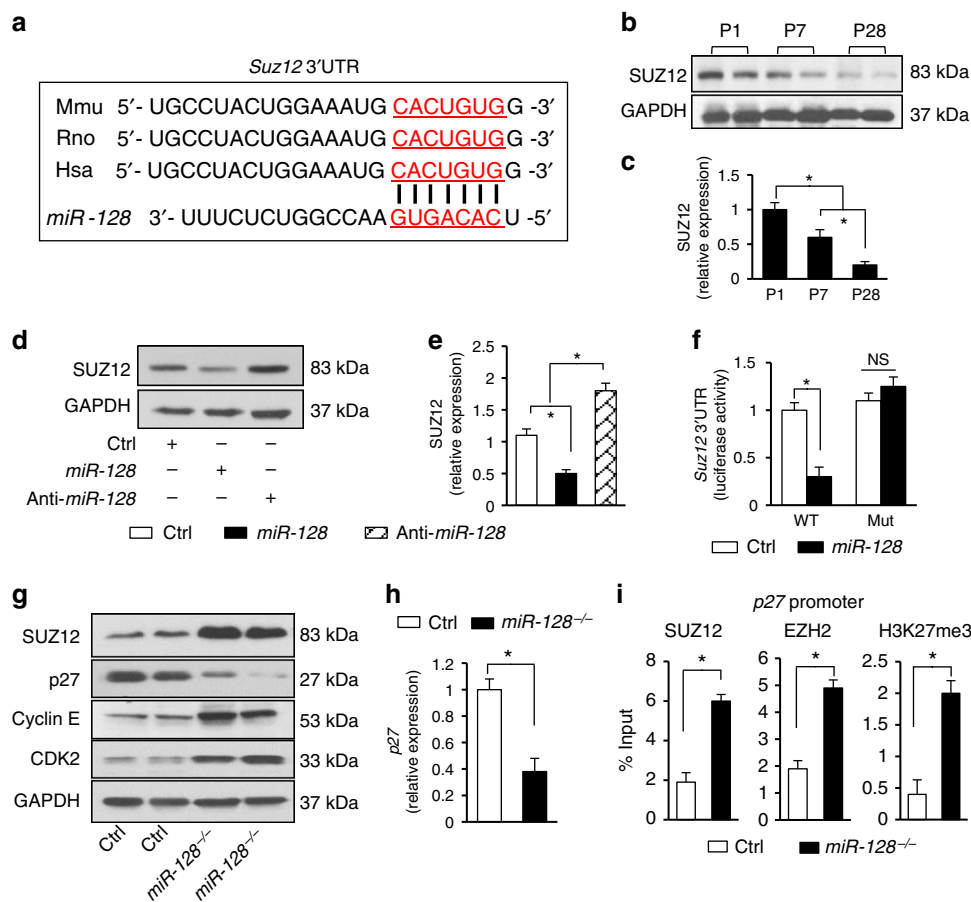 a
Suz12 3′UTR
Mmu 5′- UGCCUACUGGAAAUG CACUGUGG -3′
Rno 5′- UGCCUACUGGAAAUG CACUGUGG -3′
Hsa 5′- UGCCUACUGGAAAUG CACUGUGG -3′
miR-128 3′- UUUCUCUGGCCAA GUGACACU -5′
b
P1 P7 P28
SUZ12 83 kDa
GAPDH 37 kDa
c
SUZ12
(relative expression)
1.5
1
0.5
0
* *
P1 P7 P28
d
SUZ12 83 kDa
GAPDH 37 kDa
Ctrl + – –
miR-128 – + –
Anti-miR-128 – – +
e
SUZ12
(relative expression)
2.5
2
1.5
1
0.5
0
* *
Ctrl miR-128 Anti-miR-128
f
Suz12 3′UTR
(luciferase activity)
1.5
1
0.5
0
* NS
WT Mut
Ctrl miR-128
g
SUZ12 83 kDa
p27 27 kDa
Cyclin E 53 kDa
CDK2 33 kDa
GAPDH 37 kDa
Ctrl Ctrl miR-128–/– miR-128–/–
h
Ctrl miR-128–/–
p27
(relative expression)
1.2
1
0.8
0.6
0.4
0.2
0
*
i
p27 promoter
SUZ12 EZH2 H3K27me3
% Input
8
6
4
2
0
*
6
5
4
3
2
1
0
*
2.5
2
1.5
1
0.5
0
*
Ctrl miR-128–/–